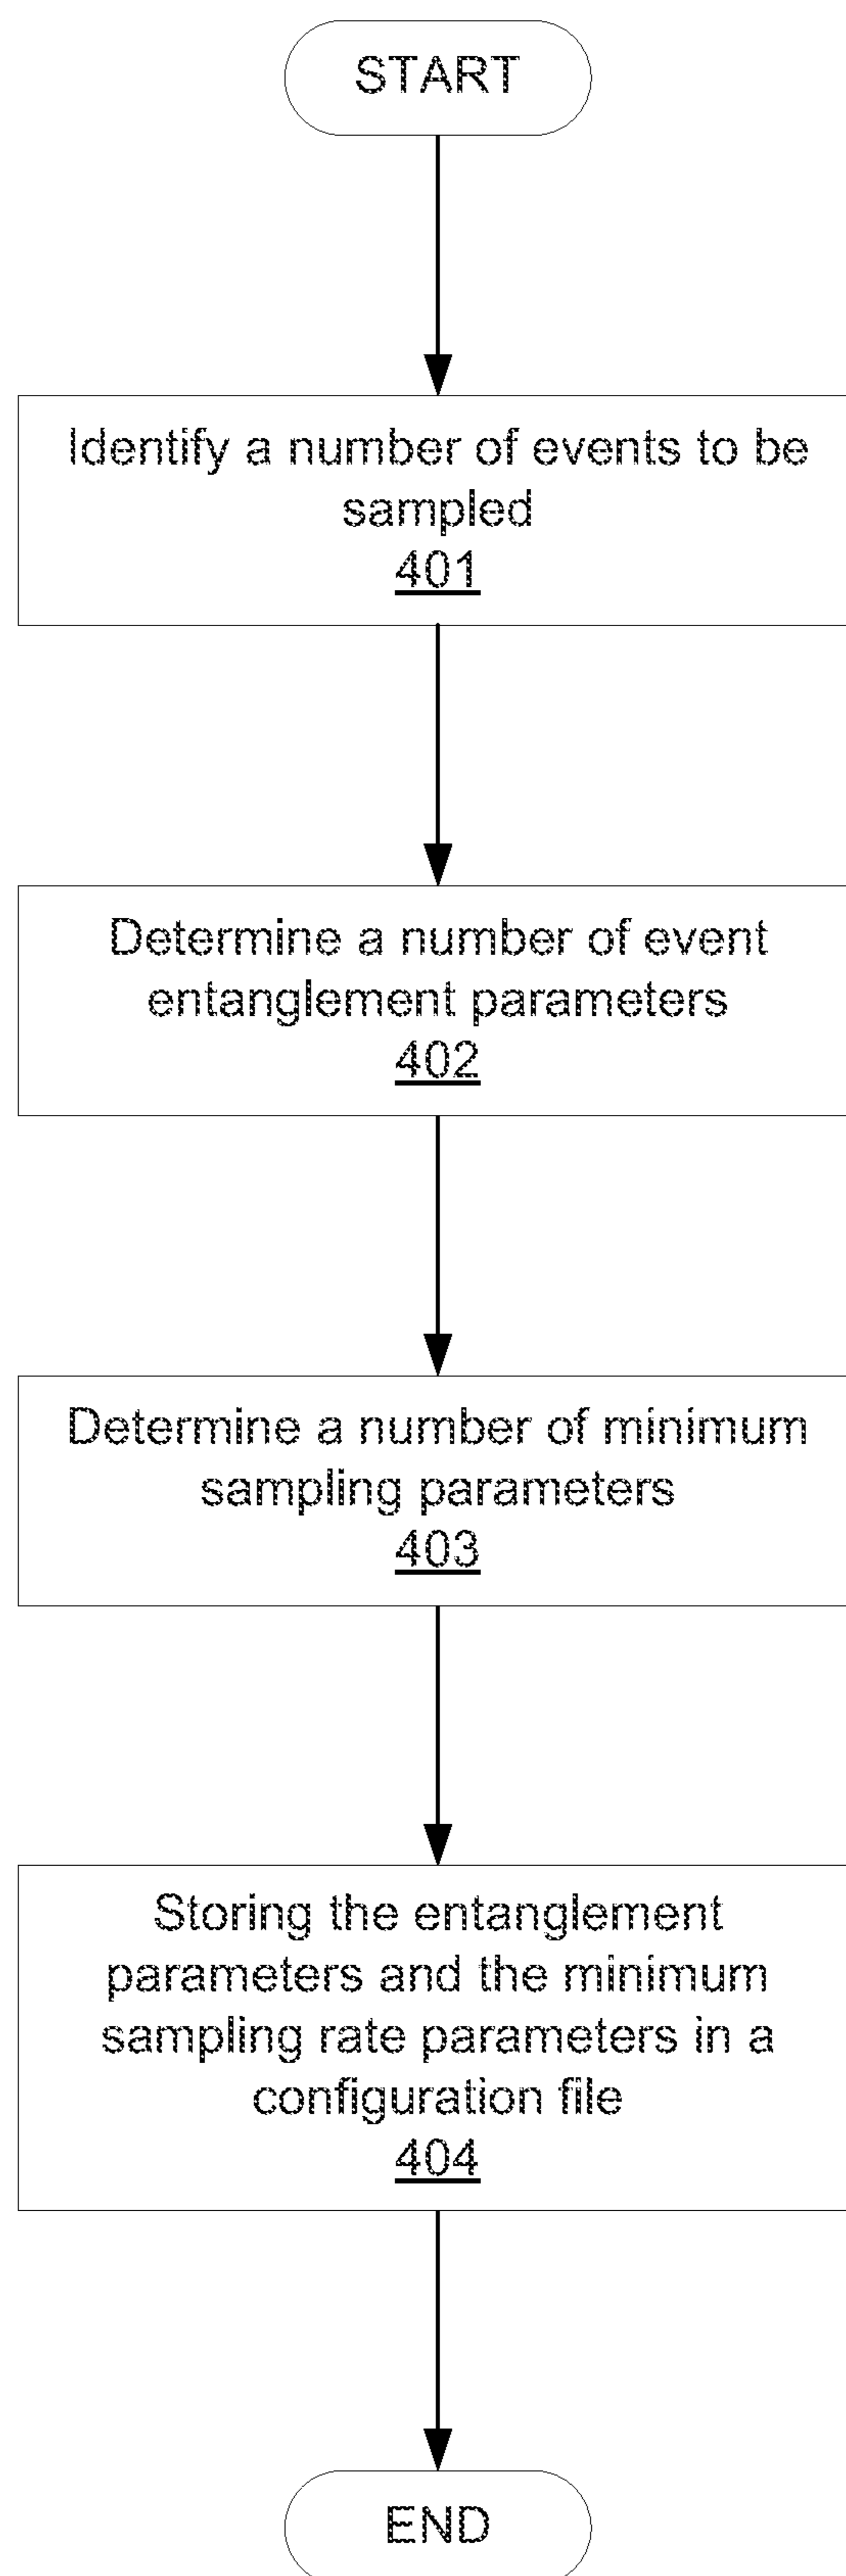 START
Identify a number of events to be
sampled
401
Determine a number of event
entanglement parameters
402
Determine a number of minimum
sampling parameters
403
Storing the entanglement
parameters and the minimum
sampling rate parameters in a
configuration file
404
END